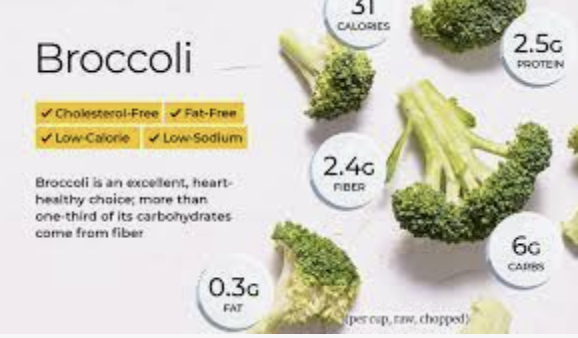 31
CALORIES
Broccoli
2.5G
PROTEIN
✓ Cholesterol-Free ✓ Fat-Free
✓ Low-Calorie ✓ Low-Sodium
2.4G
FIBER
Broccoli is an excellent, heart-
healthy choice; more than
one-third of its carbohydrates
come from fiber
6G
CARBS
0.3G
FAT
(per cup, raw, chopped)